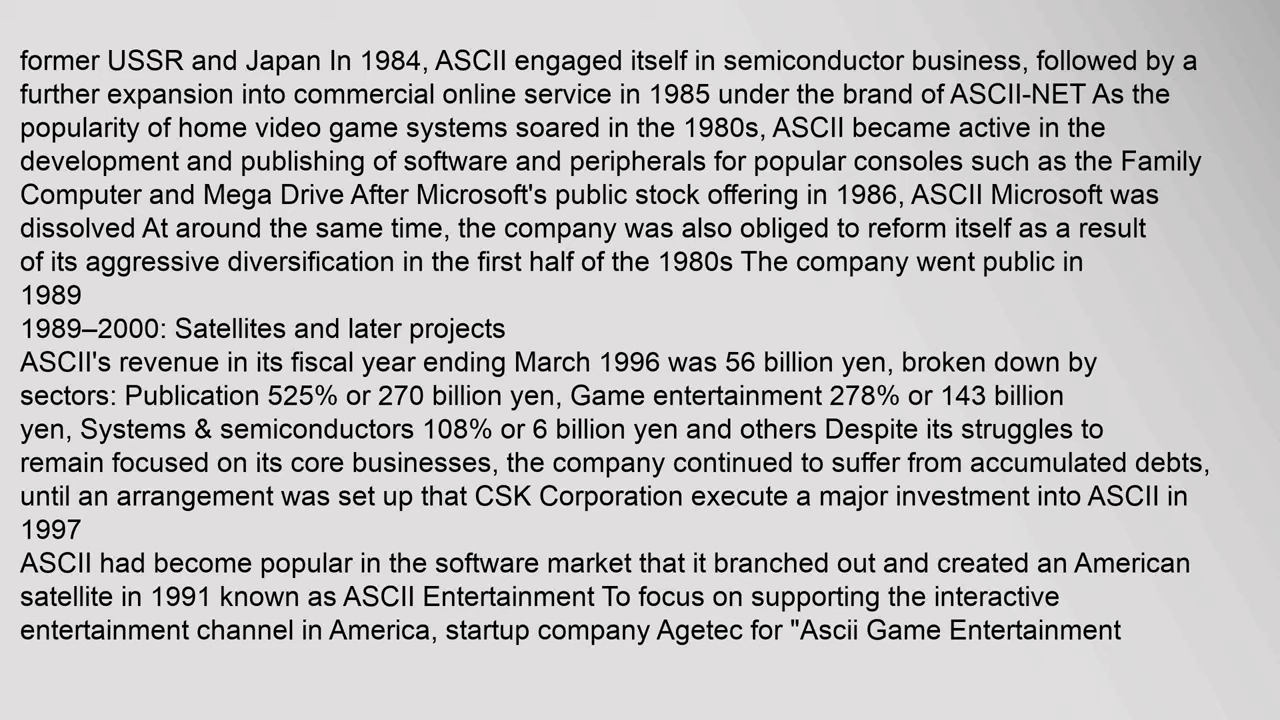 former USSR and Japan In 1984, ASCII engaged itself in semiconductor business, followed by a
further expansion into commercial online service in 1985 under the brand of ASCII-NET As the
popularity of home video game systems soared in the 1980s, ASCII became active in the
development and publishing of software and peripherals for popular consoles such as the Family
Computer and Mega Drive After Microsoft's public stock offering in 1986, ASCII Microsoft was
dissolved At around the same time, the company was also obliged to reform itself as a result
of its aggressive diversification in the first half of the 1980s The company went public in
1989
1989–2000: Satellites and later projects
ASCII's revenue in its fiscal year ending March 1996 was 56 billion yen, broken down by
sectors: Publication 525% or 270 billion yen, Game entertainment 278% or 143 billion
yen, Systems & semiconductors 108% or 6 billion yen and others Despite its struggles to
remain focused on its core businesses, the company continued to suffer from accumulated debts,
until an arrangement was set up that CSK Corporation execute a major investment into ASCII in
1997
ASCII had become popular in the software market that it branched out and created an American
satellite in 1991 known as ASCII Entertainment To focus on supporting the interactive
entertainment channel in America, startup company Agetec for "Ascii Game Entertainment